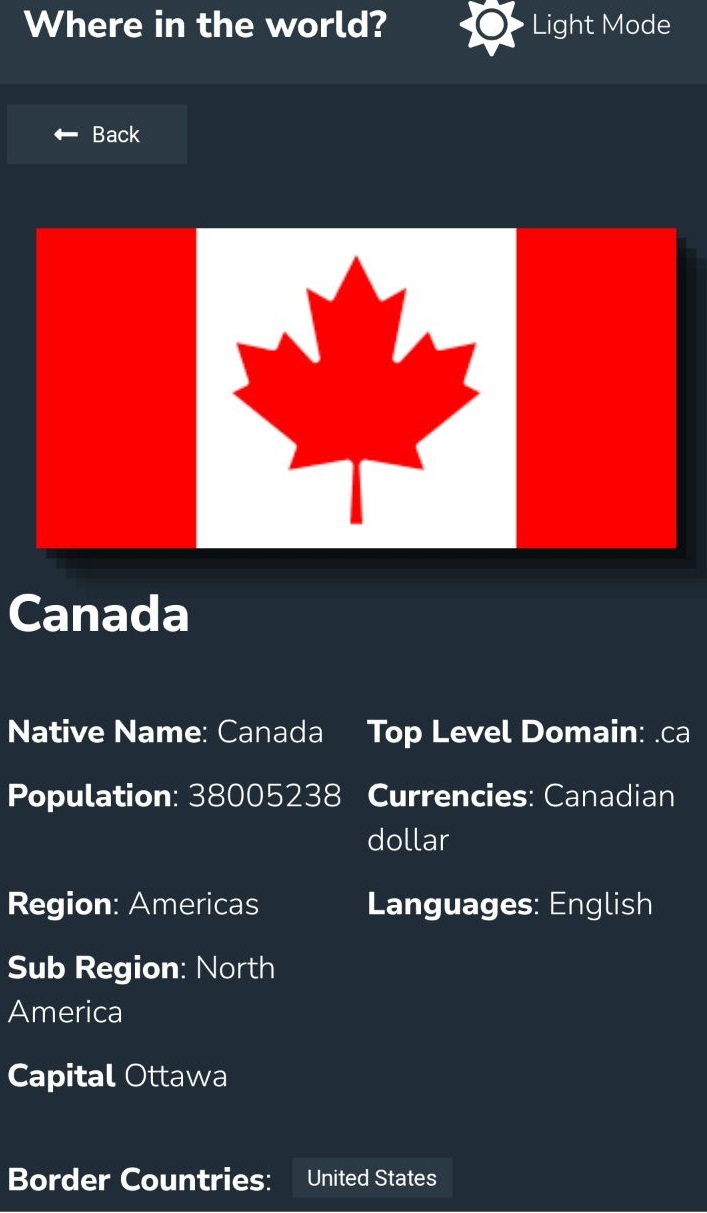 Where in the world? Light Mode
Back
Canada
Native Name: Canada
Population: 38005238
Region: Americas
Sub Region: North
America
Capital Ottawa
Top Level Domain: .ca
Currencies: Canadian
dollar
Languages: English
Border Countries: United States